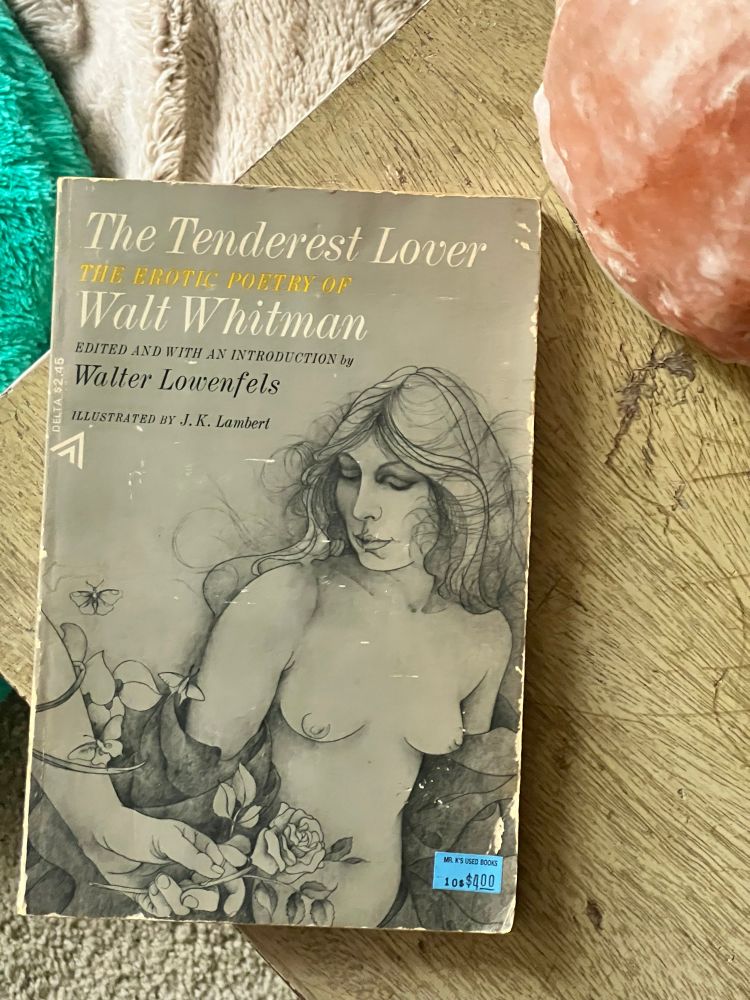 The Tenderest Lover
THE EROTIC POETRY OF
Walt Whitman
EDITED AND WITH AN INTRODUCTION by
Walter Lowenfels
ILLUSTRATED BY J. K. Lambert
DELTA $2.45
MR. K'S USED BOOKS
108 $4.00